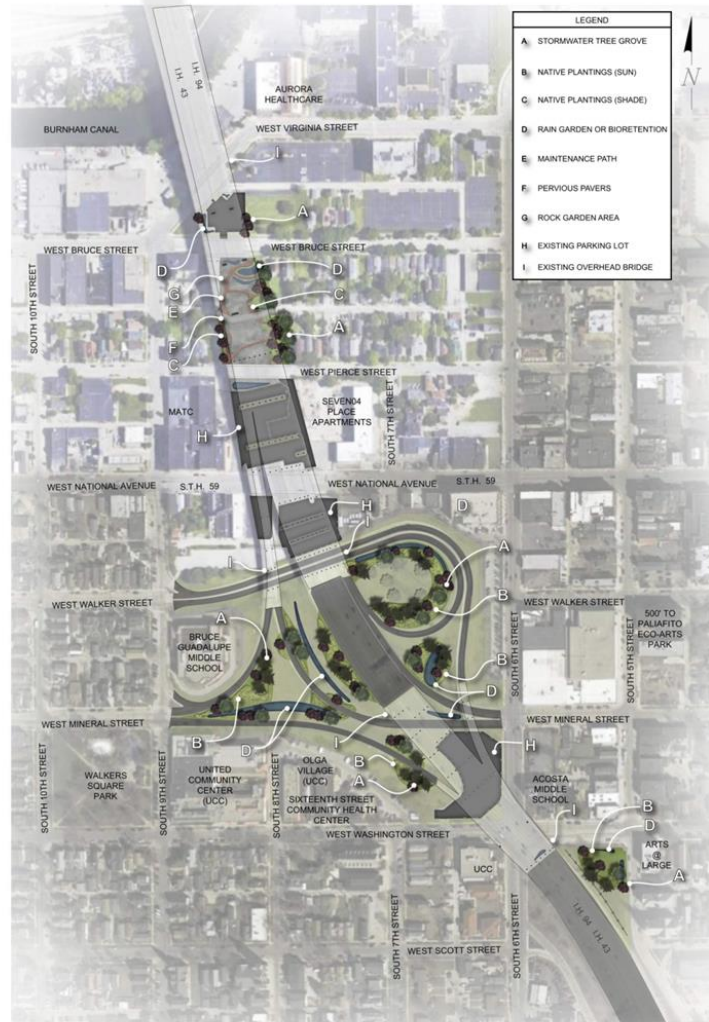 LEGEND
A STORMWATER TREE GROVE
B NATIVE PLANTINGS (SUN)
C NATIVE PLANTINGS (SHADE)
D RAIN GARDEN OR BIORETENTION
E MAINTENANCE PATH
F PERVIOUS PAVERS
G ROCK GARDEN AREA
H EXISTING PARKING LOT
I EXISTING OVERHEAD BRIDGE
N
I.H. 43
I.H. 94
AURORA
HEALTHCARE
BURNHAM CANAL
WEST VIRGINIA STREET
I
A
WEST BRUCE STREET
WEST BRUCE STREET
D
D
G
E
C
F
A
C
SOUTH 10TH STREET
WEST PIERCE STREET
MATC
SEVEN04
PLACE
APARTMENTS
SOUTH 7TH STREET
H
WEST NATIONAL AVENUE
S.T.H. 59
WEST NATIONAL AVENUE
S.T.H. 59
H
D
I
I
A
B
WEST WALKER STREET
WEST WALKER STREET
500' TO
PALIAFITO
ECO-ARTS
PARK
SOUTH 6TH STREET
SOUTH 5TH STREET
BRUCE
GUADALUPE
MIDDLE
SCHOOL
A
B
D
WEST MINERAL STREET
WEST MINERAL STREET
B
D
I
H
SOUTH 10TH STREET
WALKERS
SQUARE
PARK
SOUTH 9TH STREET
UNITED
COMMUNITY
CENTER
(UCC)
SOUTH 8TH STREET
OLGA
VILLAGE
(UCC)
B
A
SIXTEENTH STREET
COMMUNITY HEALTH
CENTER
ACOSTA
MIDDLE
SCHOOL
WEST WASHINGTON STREET
I
B
D
ARTS
@
LARGE
A
UCC
SOUTH 7TH STREET
SOUTH 6TH STREET
WEST SCOTT STREET
I.H. 94
I.H. 43